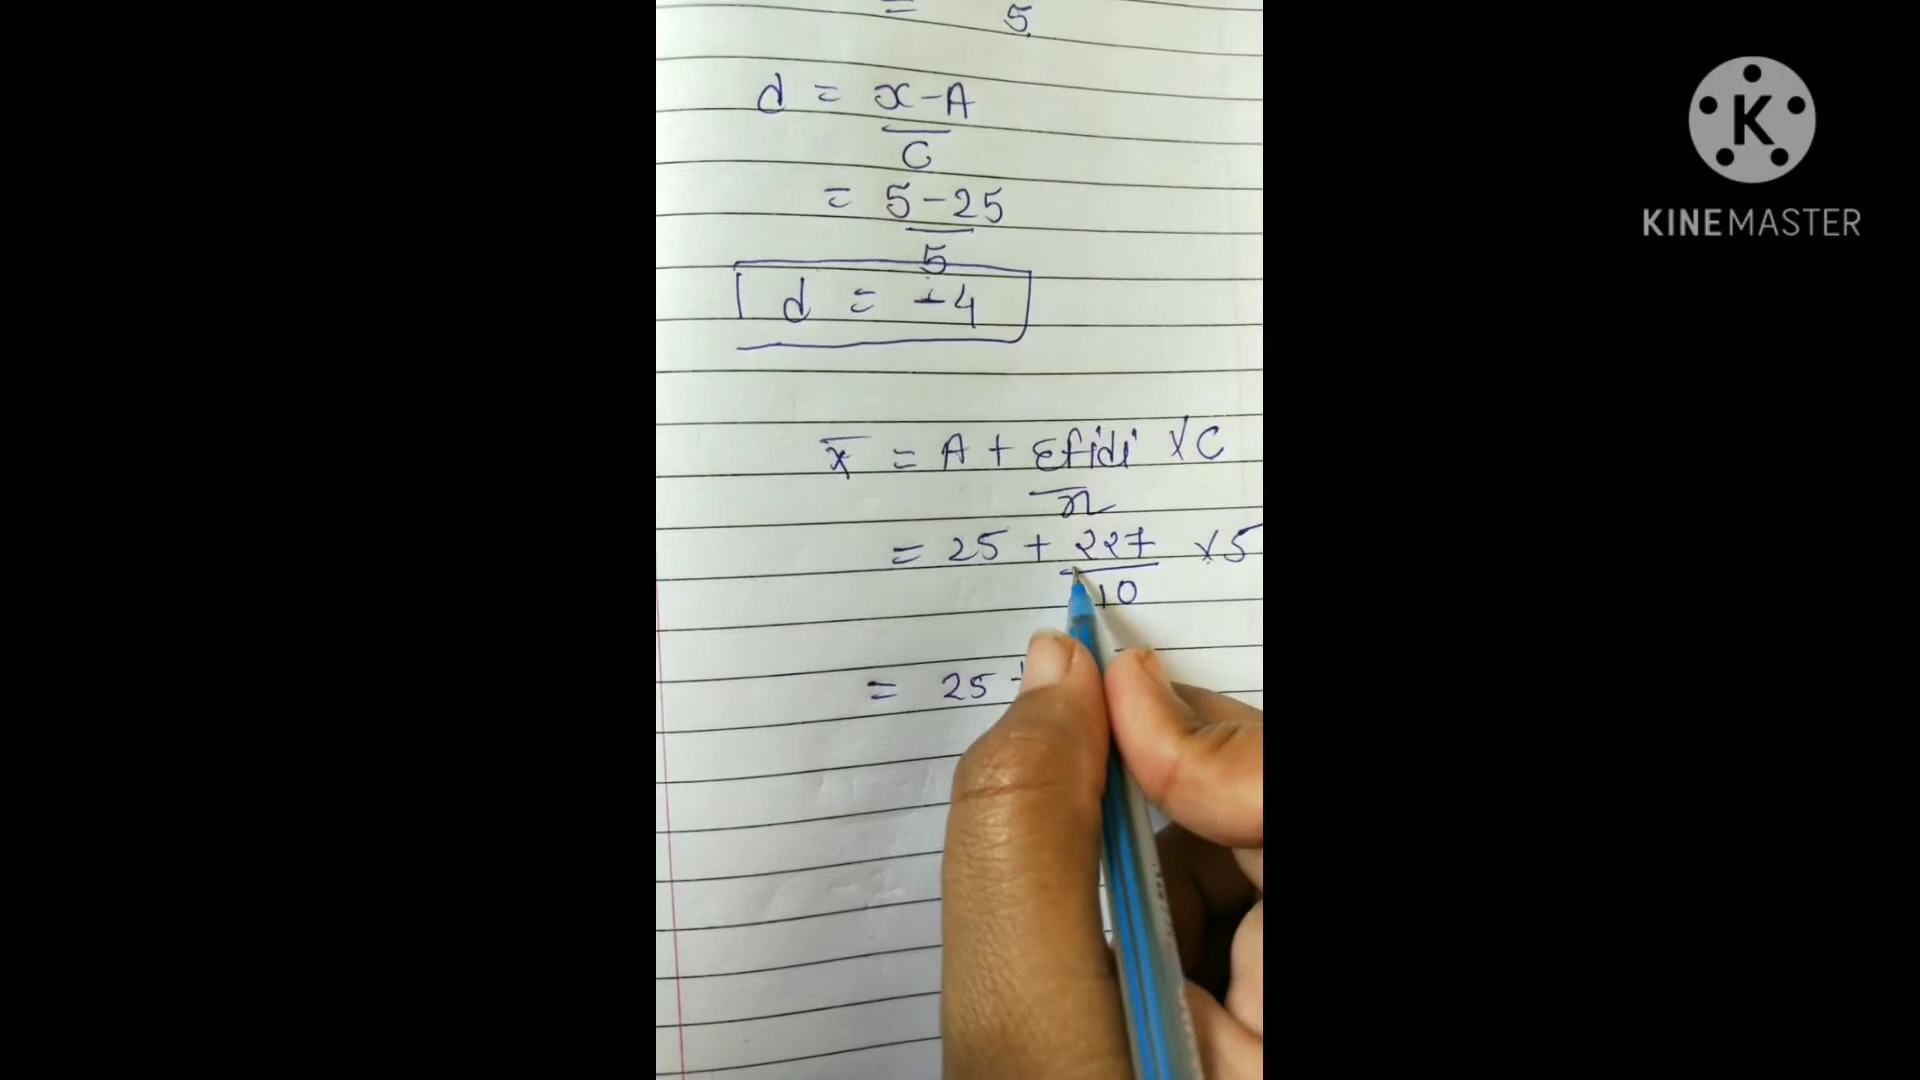 = 5
d = x-A
C
= 5-25
5
d = -4
x̄ = A + Σfidi × C
n
= 25 + 227 × 5
10
= 25 +
K
KINEMASTER